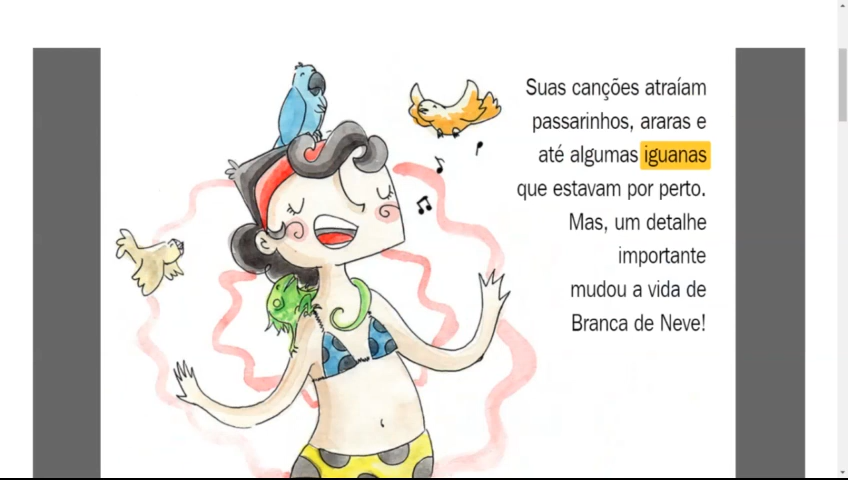 Suas canções atraíam
passarinhos, araras e
até algumas iguanas
que estavam por perto.
Mas, um detalhe
importante
mudou a vida de
Branca de Neve!